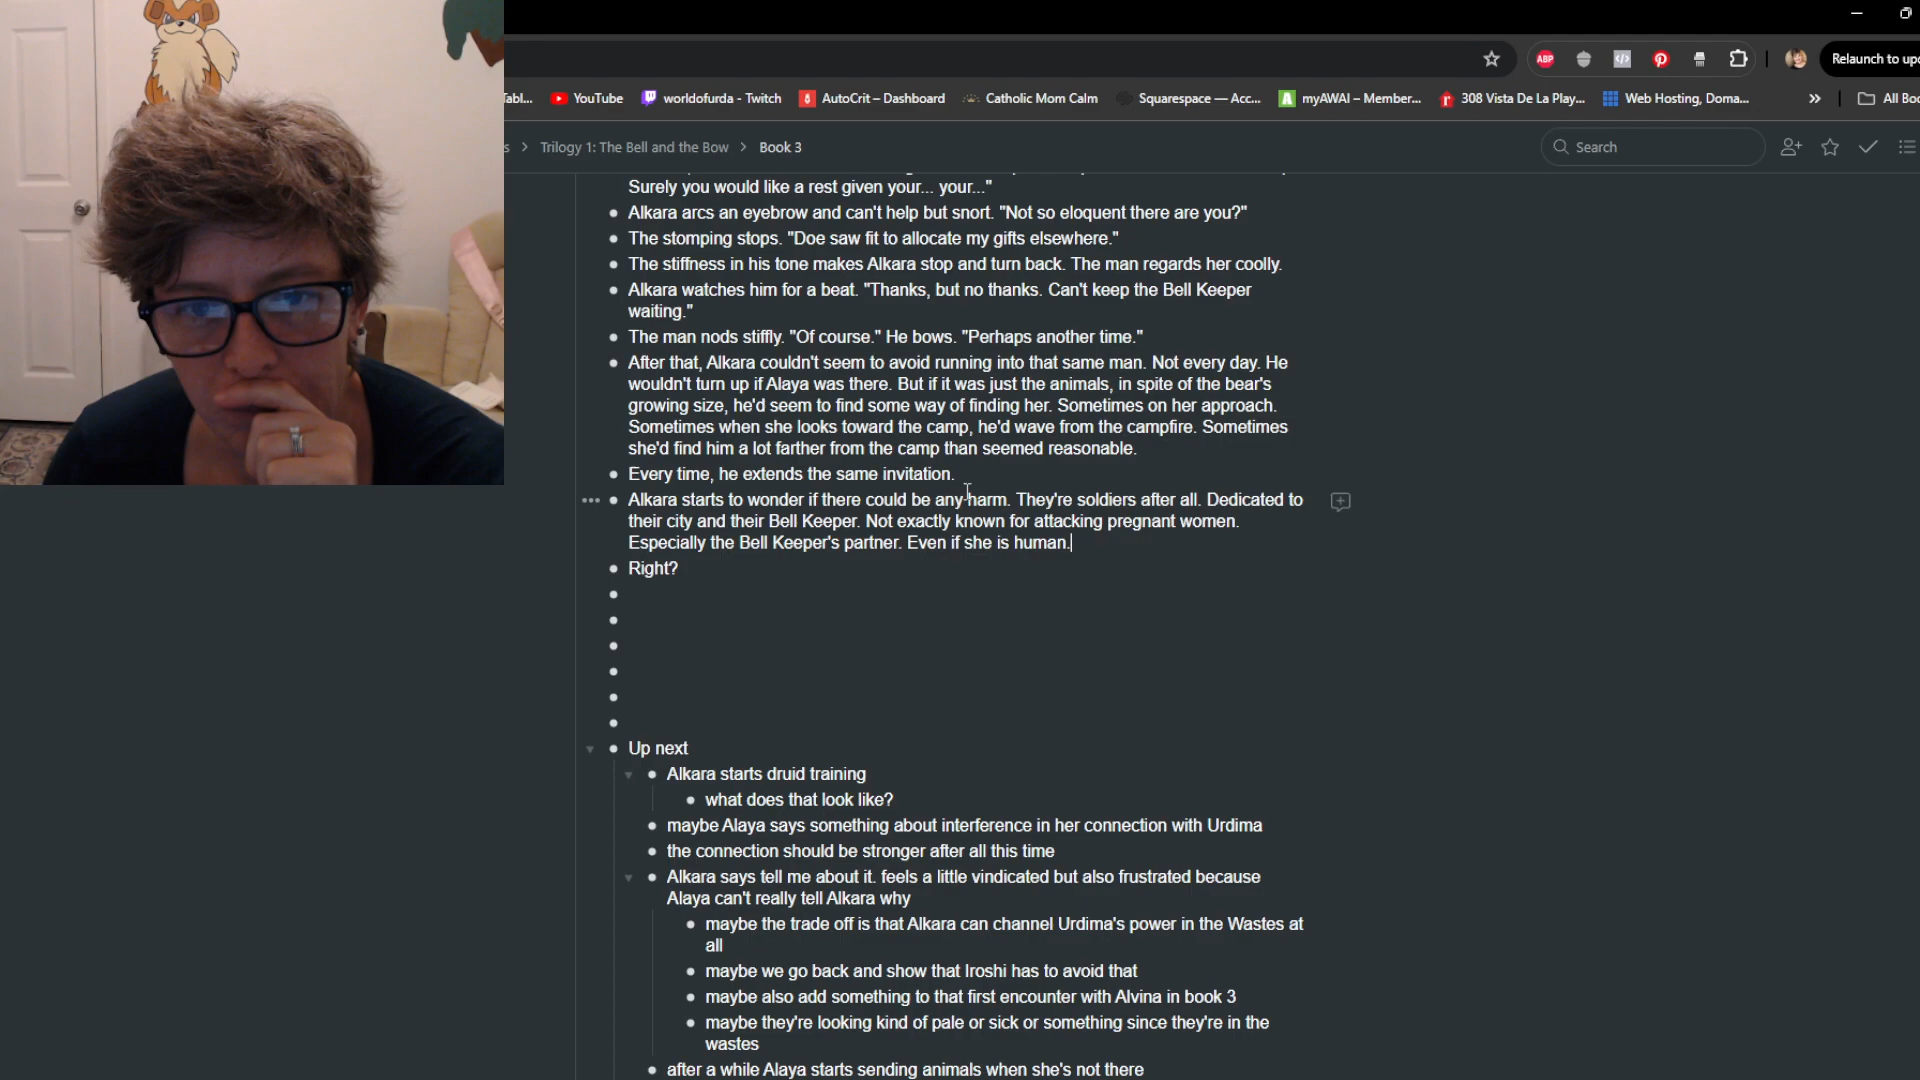 Relaunch to upd
Tabl...
YouTube
worldofurda - Twitch
AutoCrit – Dashboard
Catholic Mom Calm
Squarespace — Acc...
myAWAI – Member...
308 Vista De La Play...
Web Hosting, Doma...
»
All Boo
ABP
s > Trilogy 1: The Bell and the Bow > Book 3
Search
Surely you would like a rest given your... your..."
Alkara arcs an eyebrow and can't help but snort. "Not so eloquent there are you?"
The stomping stops. "Doe saw fit to allocate my gifts elsewhere."
The stiffness in his tone makes Alkara stop and turn back. The man regards her coolly.
Alkara watches him for a beat. "Thanks, but no thanks. Can't keep the Bell Keeper
waiting."
The man nods stiffly. "Of course." He bows. "Perhaps another time."
After that, Alkara couldn't seem to avoid running into that same man. Not every day. He
wouldn't turn up if Alaya was there. But if it was just the animals, in spite of the bear's
growing size, he'd seem to find some way of finding her. Sometimes on her approach.
Sometimes when she looks toward the camp, he'd wave from the campfire. Sometimes
she'd find him a lot farther from the camp than seemed reasonable.
Every time, he extends the same invitation.
Alkara starts to wonder if there could be any harm. They're soldiers after all. Dedicated to
their city and their Bell Keeper. Not exactly known for attacking pregnant women.
Especially the Bell Keeper's partner. Even if she is human.
Right?
Up next
Alkara starts druid training
what does that look like?
maybe Alaya says something about interference in her connection with Urdima
the connection should be stronger after all this time
Alkara says tell me about it. feels a little vindicated but also frustrated because
Alaya can't really tell Alkara why
maybe the trade off is that Alkara can channel Urdima's power in the Wastes at
all
maybe we go back and show that Iroshi has to avoid that
maybe also add something to that first encounter with Alvina in book 3
maybe they're looking kind of pale or sick or something since they're in the
wastes
after a while Alaya starts sending animals when she's not there